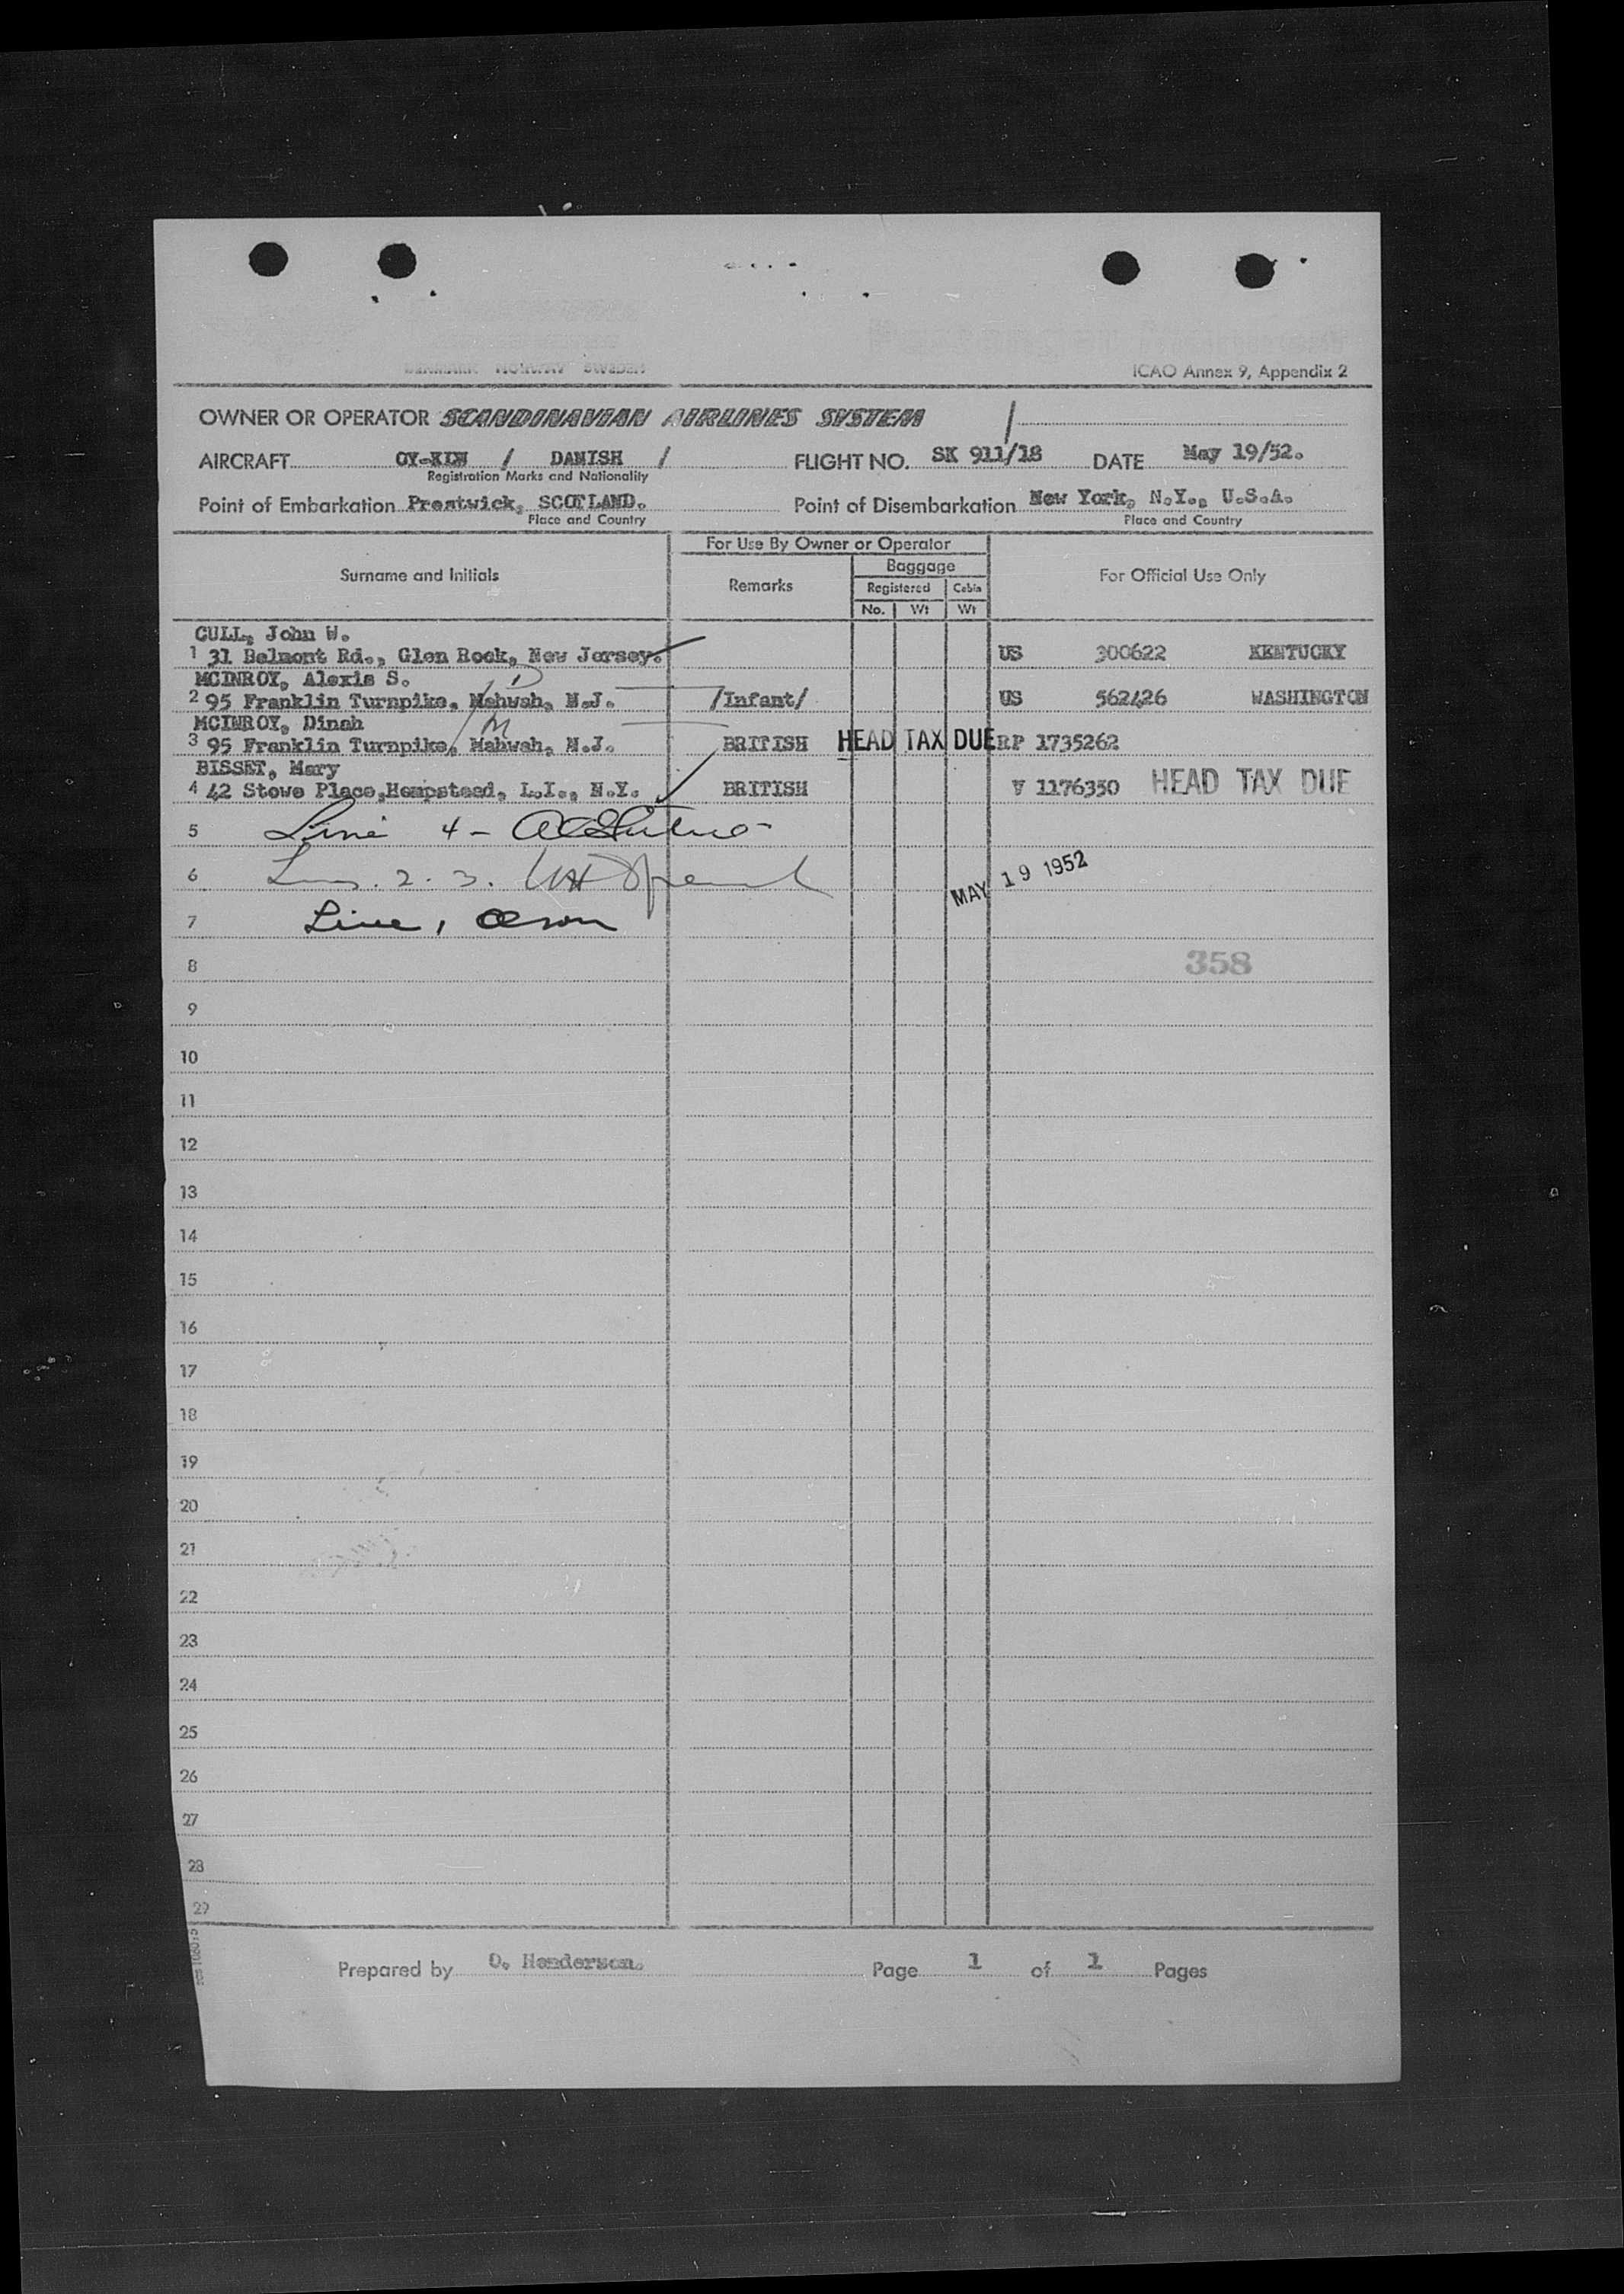 DENMARK NORWAY SWEDEN
ICAO Annex 9, Appendix 2
OWNER OR OPERATOR SCANDINAVIAN AIRLINES SYSTEM /
AIRCRAFT / DANISH / FLIGHT NO. SK 911/18 DATE May 19/52.
Registration Marks and Nationality
Point of Embarkation Prestwick, SCOTLAND. Point of Disembarkation New York, N.Y., U.S.A.
Place and Country Place and Country
For Use By Owner or Operator
Surname and Initials Remarks Baggage For Official Use Only
Registered Cabin
No. Wt Wt
CULL, John W.
1 31 Belmont Rd., Glen Rock, New Jersey. US 300622 KENTUCKY
MCINROY, Alexis S.
2 95 Franklin Turnpike, Mahwah, N.J. /Infant/ US 562426 WASHINGTON
MCINROY, Dinah
3 95 Franklin Turnpike, Mahwah, N.J. BRITISH HEAD TAX DUE RP 1735262
BISSET, Mary
4 42 Stowe Place, Hempstead, L.I., N.Y. BRITISH V 1176350 HEAD TAX DUE
5 Line 4 -
6 2. 3. MAY 19 1952
7 Line 1
8 358
9
10
11
12
13
14
15
16
17
18
19
20
21
22
23
24
25
26
27
28
29
Prepared by O. Henderson. Page 1 of 1 Pages